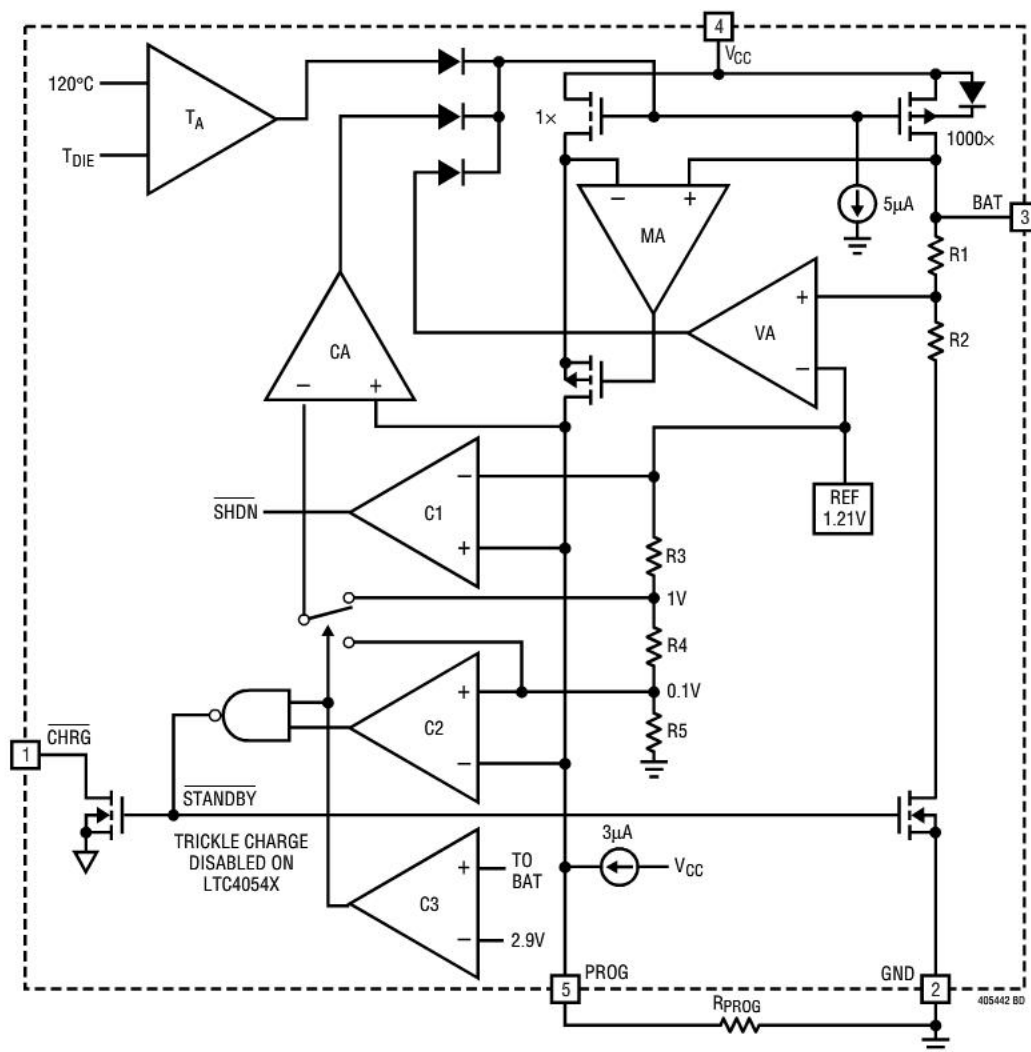 4
VCC
120°C
TA
TDIE
1×
1000×
– +
MA
5µA
BAT
3
R1
+
VA
–
R2
CA
– +
REF
1.21V
–
C1
+
SHDN
R3
1V
R4
+
0.1V
C2
R5
–
CHRG
1
STANDBY
TRICKLE CHARGE
DISABLED ON
LTC4054X
3µA
VCC
+
TO
BAT
C3
–
2.9V
PROG
5
GND
2
RPROG
405442 BD